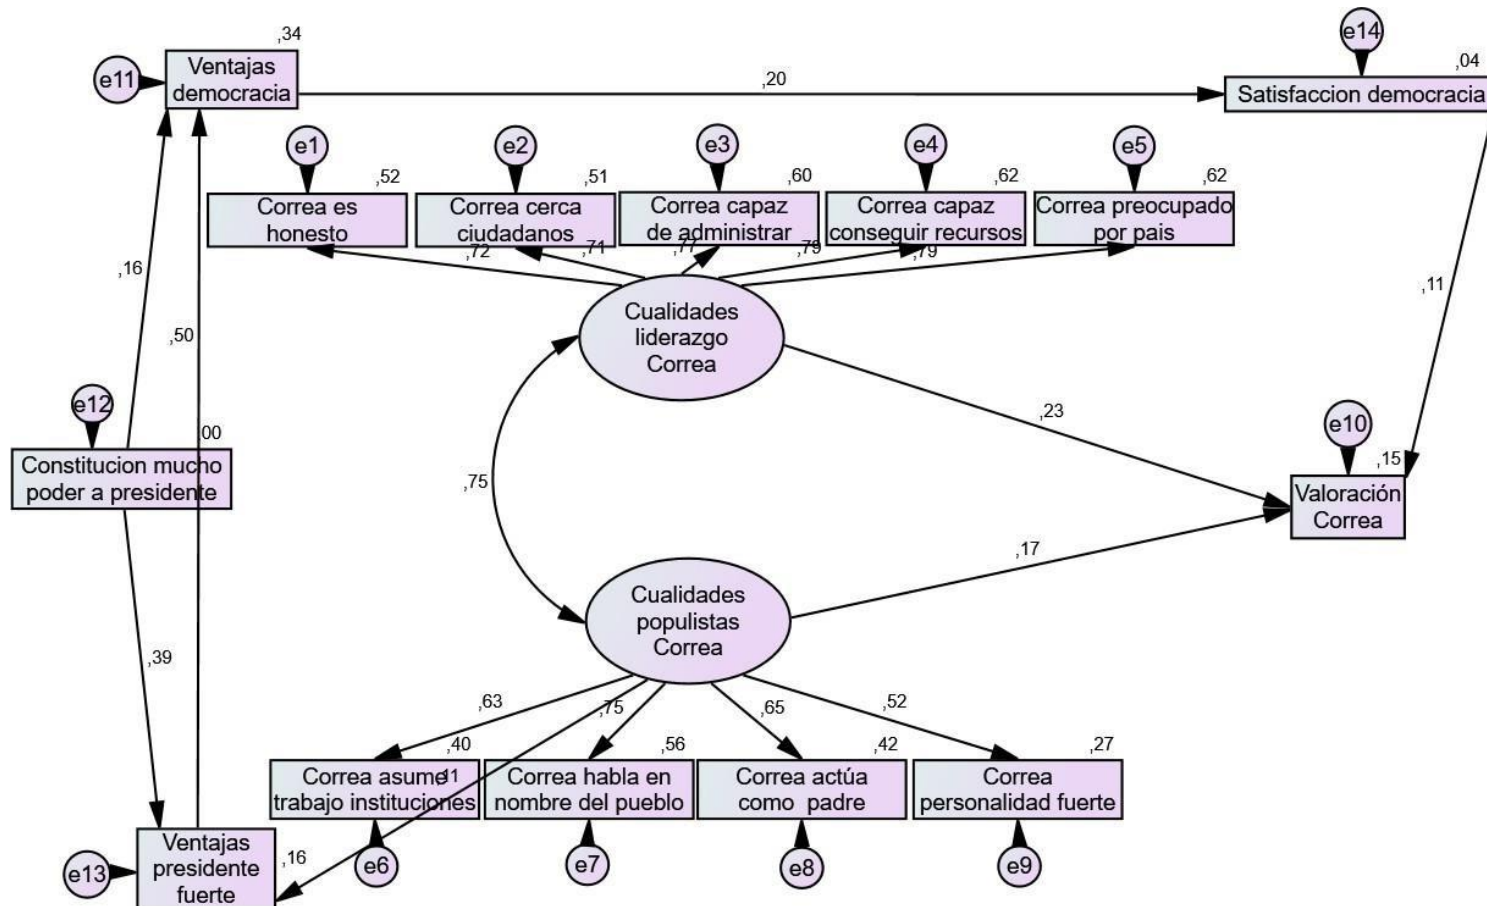 ,34
e14
e11
Ventajas
democracia
,04
,20
Satisfaccion democracia
e1
e2
e3
e4
e5
,52
,51
,60
,62
,62
Correa es
honesto
Correa cerca
ciudadanos
Correa capaz
de administrar
Correa capaz
conseguir recursos
Correa preocupado
por pais
,72
,71
,77
,79
,79
,16
,11
Cualidades
liderazgo
Correa
,50
e12
,23
e10
,00
Constitucion mucho
poder a presidente
,15
,75
Valoración
Correa
,17
Cualidades
populistas
Correa
,39
,63
,75
,65
,52
,40
,56
,42
,27
Correa asume
trabajo instituciones
,11
Correa habla en
nombre del pueblo
Correa actúa
como padre
Correa
personalidad fuerte
Ventajas
presidente
fuerte
,16
e13
e6
e7
e8
e9